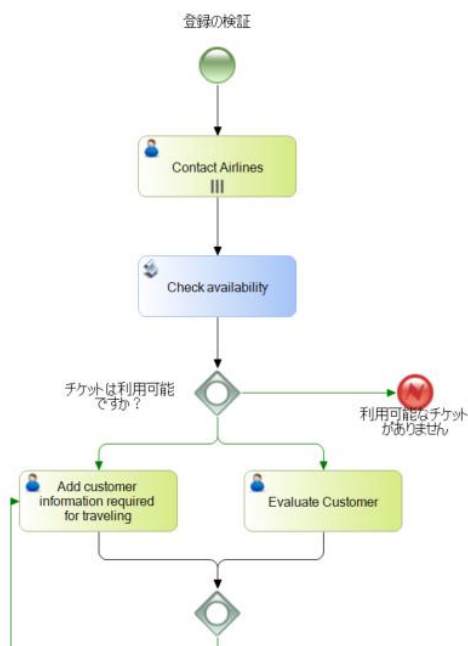 登録の検証
Contact Airlines
Check availability
チケットは利用可能
ですか？
利用可能なチケット
がありません
Add customer
information required
for traveling
Evaluate Customer